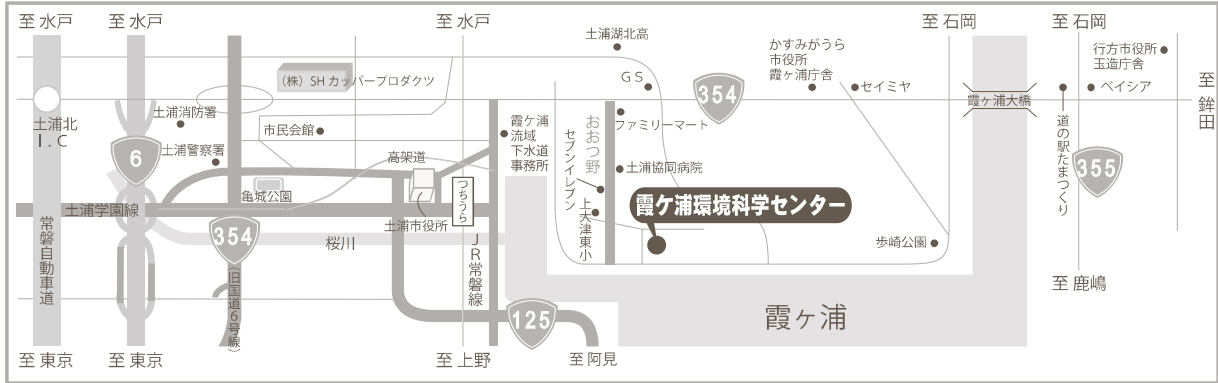 至 水戸
至 水戸
至 水戸
至 石岡
至 石岡
土浦湖北高
かすみがうら
市役所
霞ヶ浦庁舎
行方市役所
玉造庁舎
ＧＳ
（株）SHカッパープロダクツ
セイミヤ
ベイシア
至 鉾田
354
霞ヶ浦大橋
土浦北
Ｉ.Ｃ
土浦消防署
市民会館
霞ケ浦
流域
下水道
事務所
おおつ野
ファミリーマート
セブンイレブン
道の駅たまつくり
6
土浦警察署
高架道
土浦協同病院
355
亀城公園
つちうら
上大津東小
霞ケ浦環境科学センター
土浦学園線
土浦市役所
354
桜川
歩崎公園
常磐自動車道
(旧国道６号線)
ＪＲ常磐線
至 鹿嶋
125
霞ヶ浦
至 東京
至 東京
至 上野
至 阿見